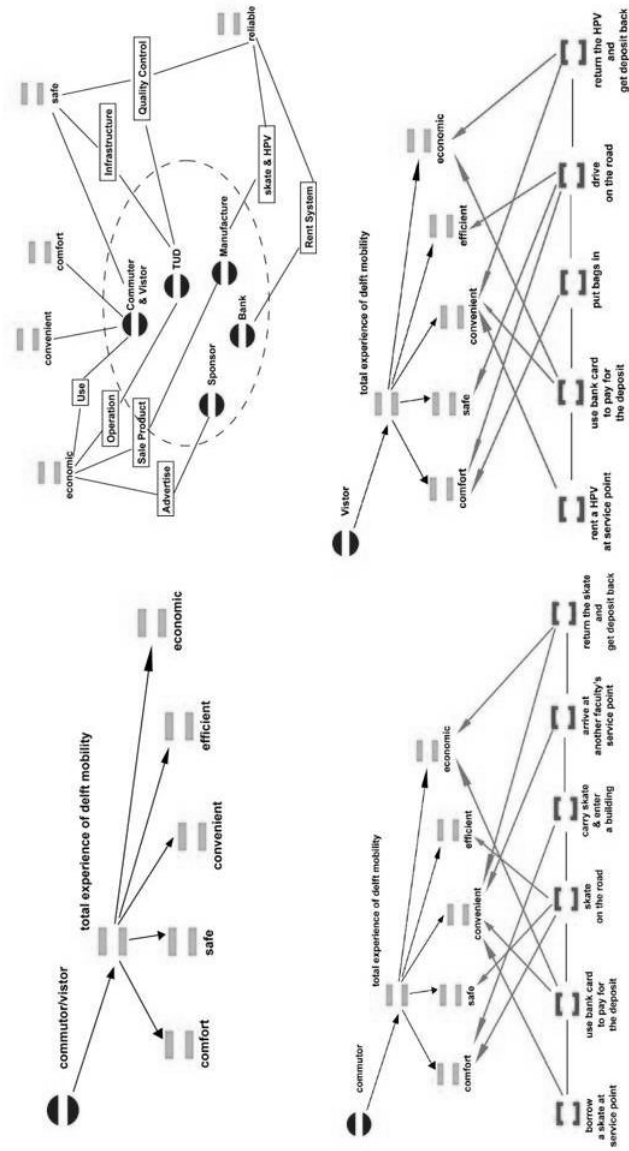 commutor/vistor
total experience of delft mobility
comfort
safe
convenient
efficient
economic
economic
convenient
comfort
safe
reliable
Use
Operation
Sale Product
Advertise
Infrastructure
Quality Control
skate & HPV
Rent System
Commuter
& Vistor
TUD
Manufacture
Bank
Sponsor
commutor
total experience of delft mobility
comfort
safe
convenient
efficient
economic
borrow
a skate at
service point
use bank card
to pay for
the deposit
skate
on the road
carry skate
& enter
a building
arrive at
another faculty's
service point
return the skate
and
get deposit back
Vistor
total experience of delft mobility
comfort
safe
convenient
efficient
economic
rent a HPV
at service point
use bank card
to pay for
the deposit
put bags in
drive
on the road
return the HPV
and
get deposit back